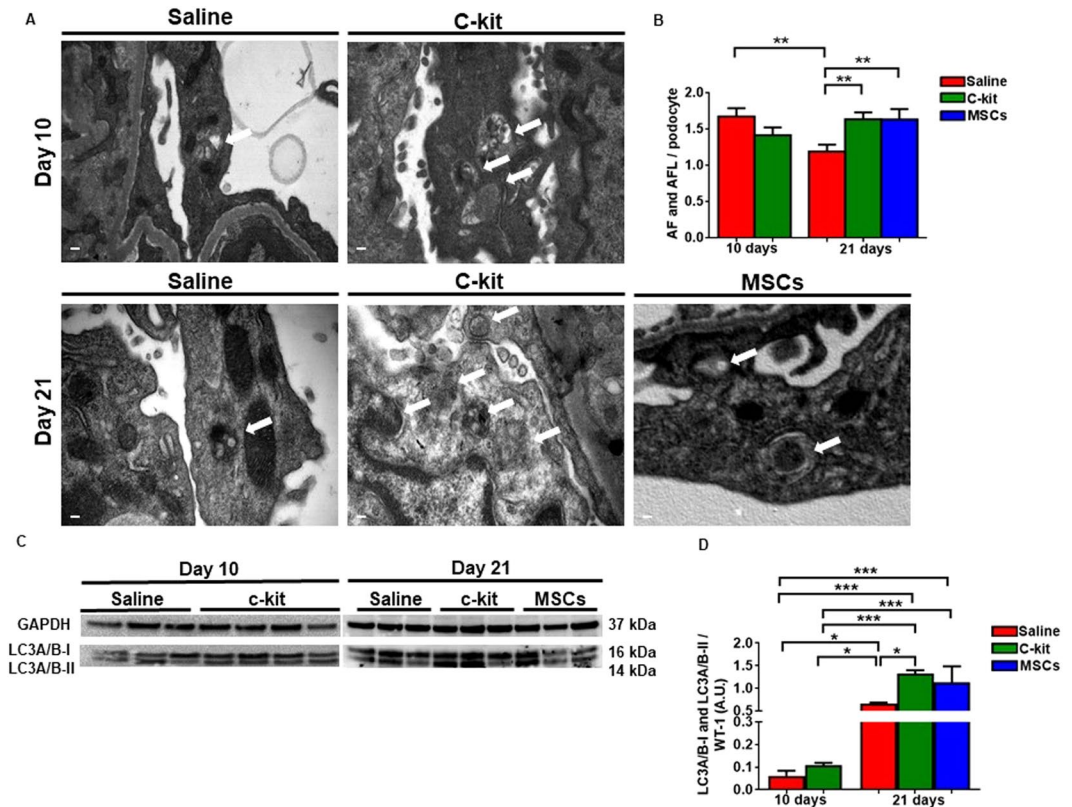 A
Saline
C-kit
Day 10
B
**
**
**
Saline
C-kit
MSCs
AF and AFL / podocyte
2.0
1.5
1.0
0.5
0.0
10 days
21 days
Saline
C-kit
MSCs
Day 21
C
Day 10
Day 21
Saline
c-kit
Saline
c-kit
MSCs
GAPDH
37 kDa
LC3A/B-I
16 kDa
LC3A/B-II
14 kDa
D
***
***
***
***
*
*
*
Saline
C-kit
MSCs
LC3A/B-I and LC3A/B-II /
WT-1 (A.U.)
2.0
1.5
1.0
0.5
0.3
0.2
0.1
0.0
10 days
21 days